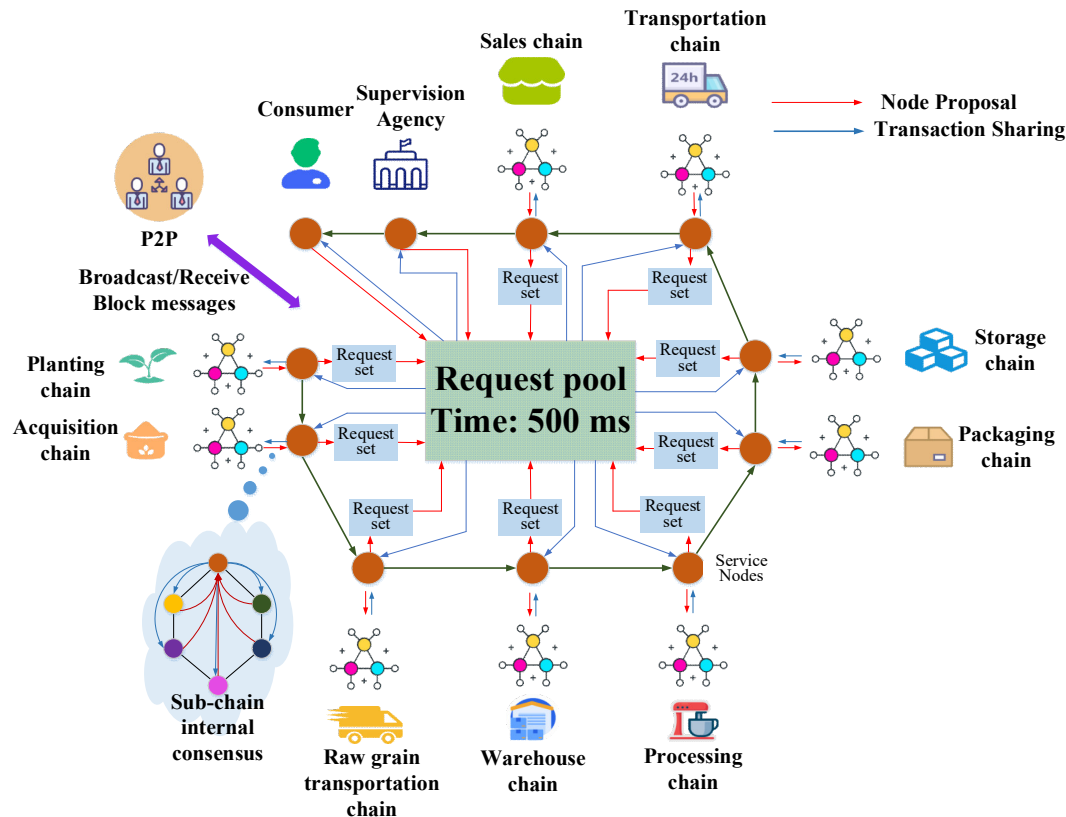 Transportation
chain
Sales chain
24h
Supervision
Agency
Consumer
Node Proposal
Transaction Sharing
P2P
Broadcast/Receive
Block messages
Request
set
Request
set
Planting
chain
Request
set
Request pool
Time: 500 ms
Request
set
Storage
chain
Acquisition
chain
Request
set
Request
set
Packaging
chain
Request
set
Request
set
Request
set
Service
Nodes
Sub-chain
internal
consensus
Raw grain
transportation
chain
Warehouse
chain
Processing
chain